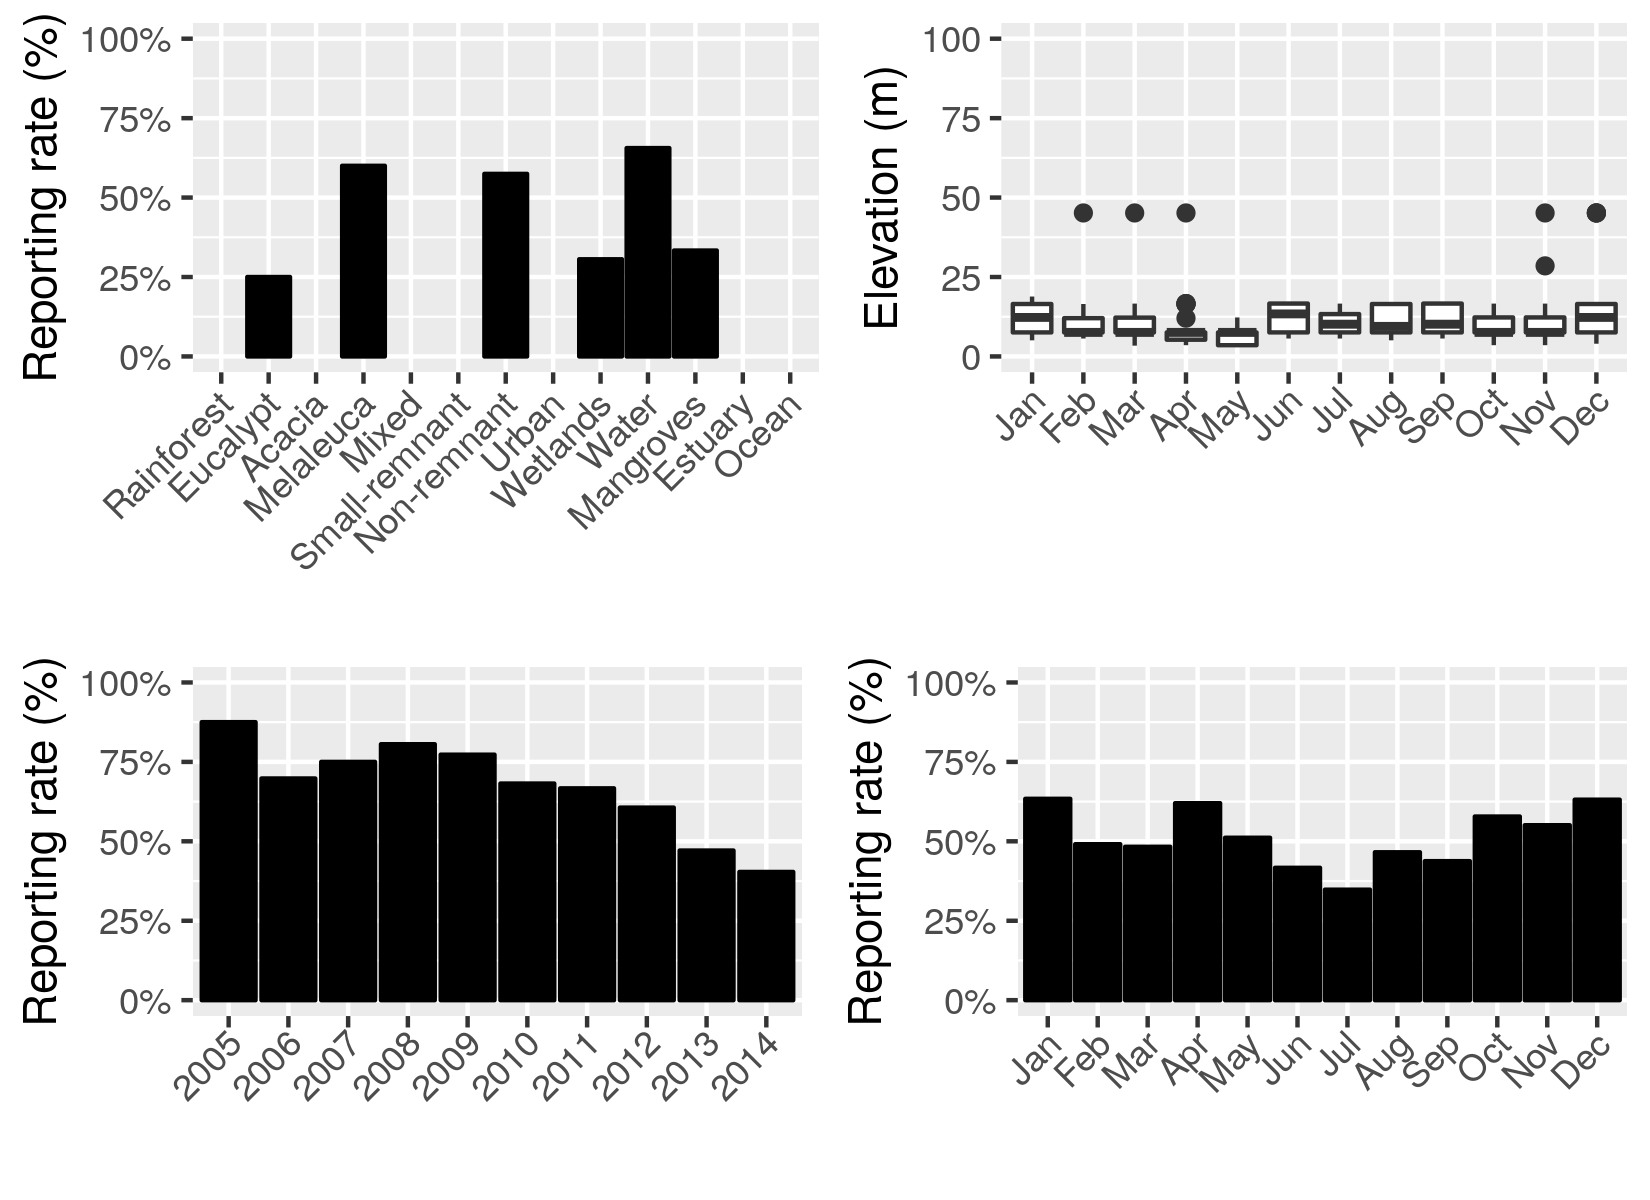 Reporting rate (%)
100%
75%
50%
25%
0%
Rainforest
Eucalypt
Acacia
Melaleuca
Mixed
Small-remnant
Non-remnant
Urban
Wetlands
Water
Mangroves
Estuary
Ocean
Elevation (m)
100
75
50
25
0
Jan
Feb
Mar
Apr
May
Jun
Jul
Aug
Sep
Oct
Nov
Dec
Reporting rate (%)
100%
75%
50%
25%
0%
2005
2006
2007
2008
2009
2010
2011
2012
2013
2014
Reporting rate (%)
100%
75%
50%
25%
0%
Jan
Feb
Mar
Apr
May
Jun
Jul
Aug
Sep
Oct
Nov
Dec